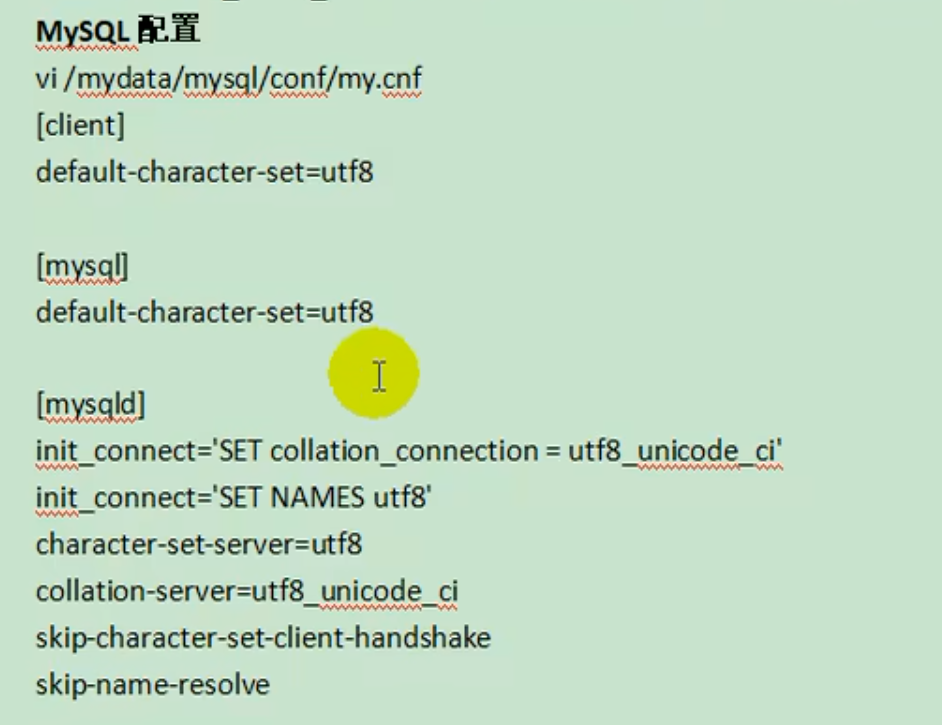 MySQL 配置
vi /mydata/mysql/conf/my.cnf
[client]
default-character-set=utf8
[mysql]
default-character-set=utf8
[mysqld]
init_connect='SET collation_connection = utf8_unicode_ci'
init_connect='SET NAMES utf8'
character-set-server=utf8
collation-server=utf8_unicode_ci
skip-character-set-client-handshake
skip-name-resolve